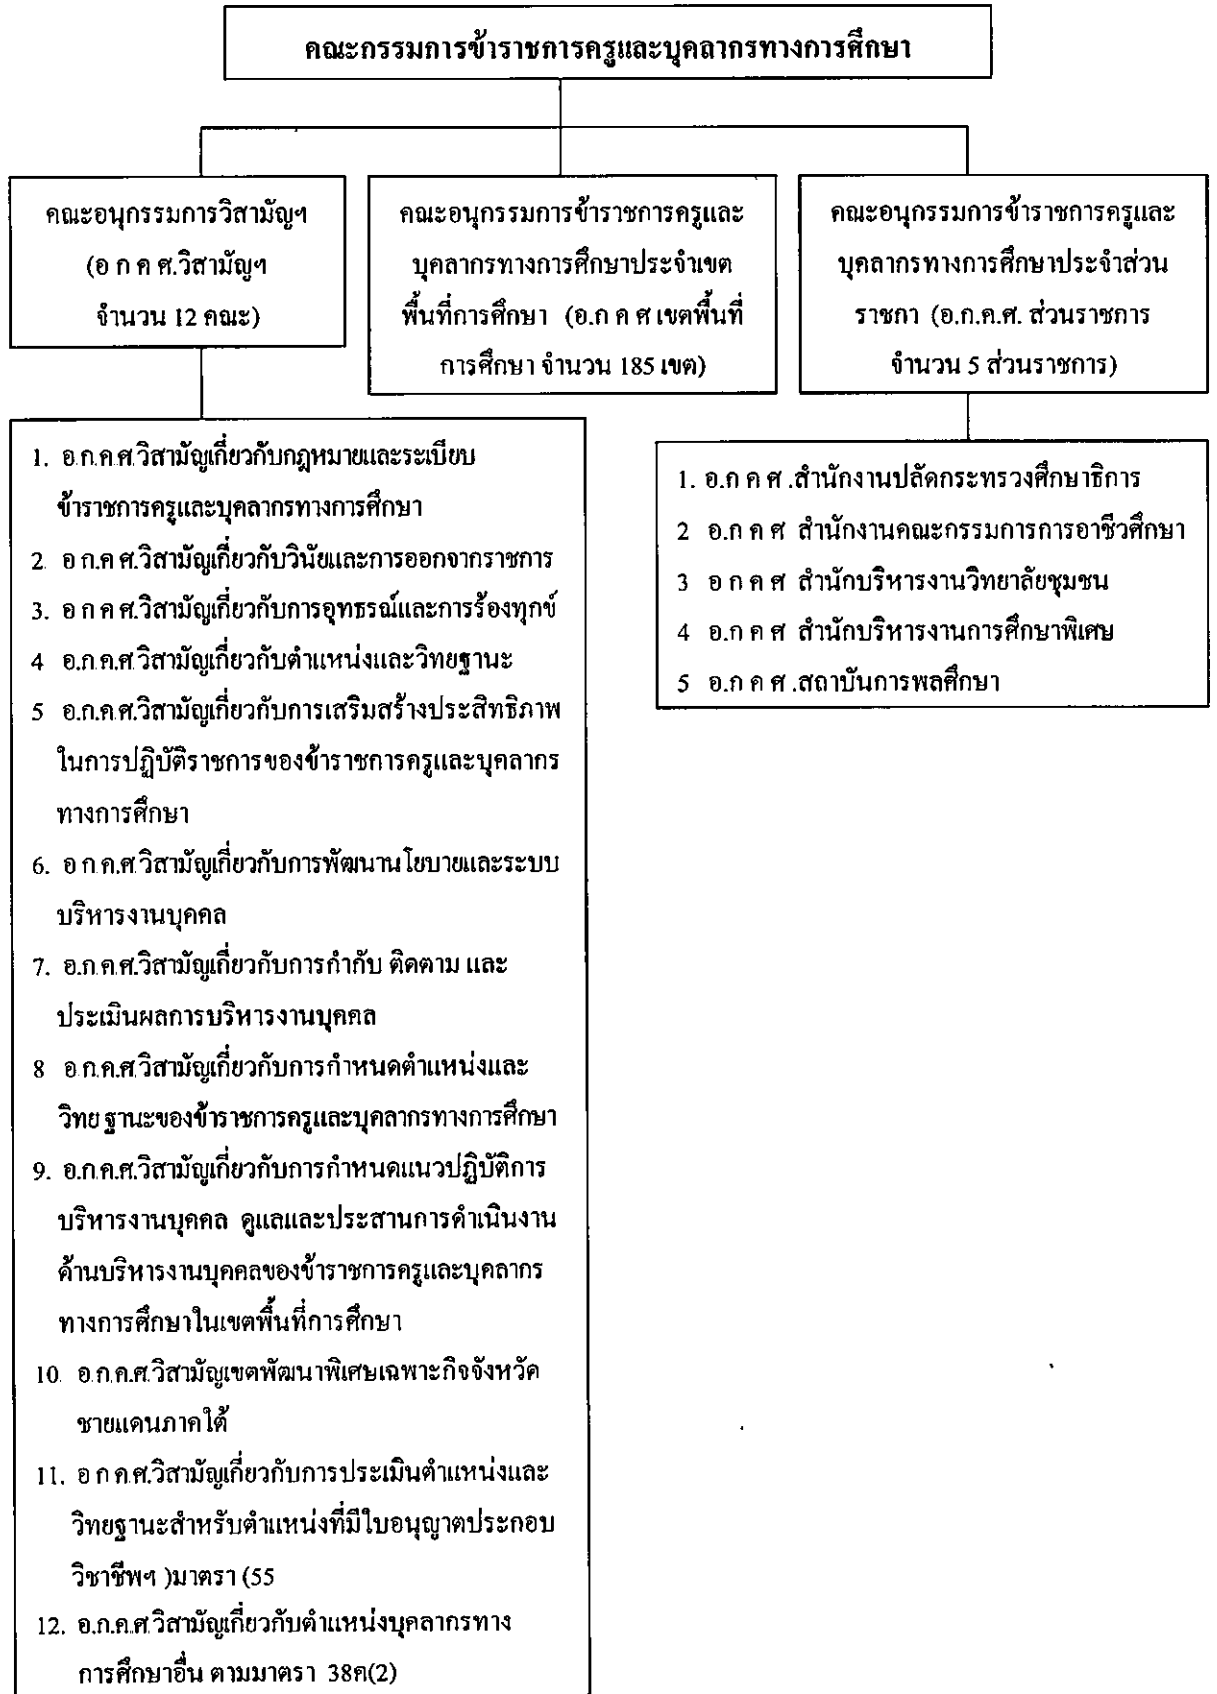 คณะกรรมการข้าราชการครูและบุคลากรทางการศึกษา
คณะอนุกรรมการวิสามัญฯ
(อ ก ค ศ.วิสามัญฯ
จำนวน 12 คณะ)
คณะอนุกรรมการข้าราชการครูและ
บุคลากรทางการศึกษาประจำเขต
พื้นที่การศึกษา (อ.ก ค ศ เขตพื้นที่
การศึกษา จำนวน 185 เขต)
คณะอนุกรรมการข้าราชการครูและ
บุคลากรทางการศึกษาประจำส่วน
ราชกา (อ.ก.ค.ศ. ส่วนราชการ
จำนวน 5 ส่วนราชการ)
1. อ.ก.ค.ศ.วิสามัญเกี่ยวกับกฎหมายและระเบียบ
ข้าราชการครูและบุคลากรทางการศึกษา
2 อ ก.ค ศ.วิสามัญเกี่ยวกับวินัยและการออกจากราชการ
3. อ ก ค ศ.วิสามัญเกี่ยวกับการอุทธรณ์และการร้องทุกข์
4 อ.ก.ค.ศ.วิสามัญเกี่ยวกับตำแหน่งและวิทยฐานะ
5 อ.ก.ค.ศ.วิสามัญเกี่ยวกับการเสริมสร้างประสิทธิภาพ
ในการปฏิบัติราชการของข้าราชการครูและบุคลากร
ทางการศึกษา
6. อ ก ค.ศ.วิสามัญเกี่ยวกับการพัฒนานโยบายและระบบ
บริหารงานบุคคล
7. อ.ก.ค.ศ.วิสามัญเกี่ยวกับการกำกับ ติดตาม และ
ประเมินผลการบริหารงานบุคคล
8 อ.ก.ค.ศ.วิสามัญเกี่ยวกับการกำหนดตำแหน่งและ
วิทย ฐานะของข้าราชการครูและบุคลากรทางการศึกษา
9. อ.ก.ค.ศ.วิสามัญเกี่ยวกับการกำหนดแนวปฏิบัติการ
บริหารงานบุคคล ดูแลและประสานการดำเนินงาน
ด้านบริหารงานบุคคลของข้าราชการครูและบุคลากร
ทางการศึกษาในเขตพื้นที่การศึกษา
10. อ.ก.ค.ศ.วิสามัญเขตพัฒนาพิเศษเฉพาะกิจจังหวัด
ชายแดนภาคใต้
11. อ ก ค ศ.วิสามัญเกี่ยวกับการประเมินตำแหน่งและ
วิทยฐานะสำหรับตำแหน่งที่มีใบอนุญาตประกอบ
วิชาชีพฯ )มาตรา (55
12. อ.ก.ค.ศ.วิสามัญเกี่ยวกับตำแหน่งบุคลากรทาง
การศึกษาอื่น ตามมาตรา 38ค(2)
1. อ.ก ค ศ .สำนักงานปลัดกระทรวงศึกษาธิการ
2 อ.ก ค ศ สำนักงานคณะกรรมการการอาชีวศึกษา
3 อ ก ค ศ สำนักบริหารงานวิทยาลัยชุมชน
4 อ.ก ค ศ สำนักบริหารงานการศึกษาพิเศษ
5 อ.ก ค ศ .สถาบันการพลศึกษา